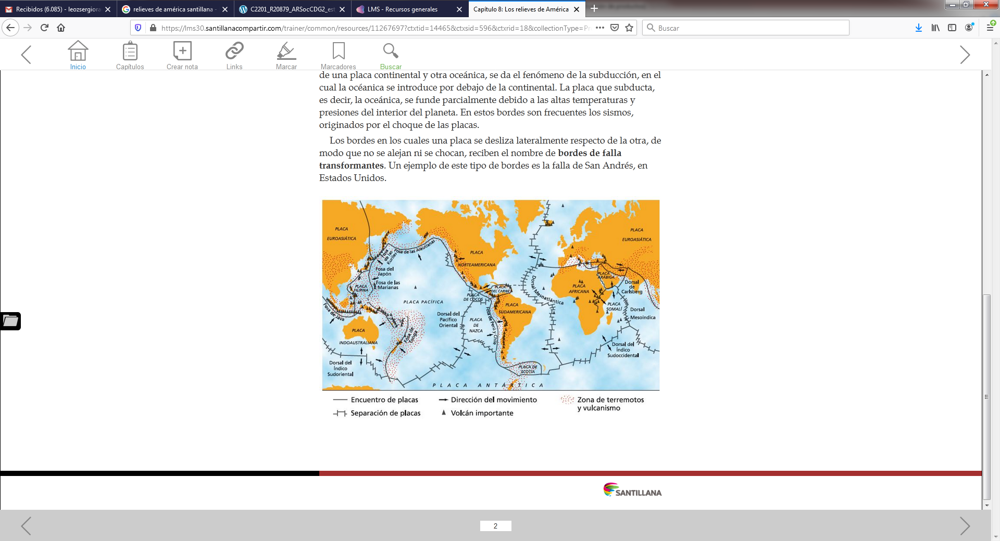 Recibidos (6.085) - leozsergiora
relieves de américa santillana -
C2201_R20879_ARSocCDG2_est
LMS - Recursos generales
Capítulo 8: Los relieves de América
https://lms30.santillanacompartir.com/trainer/common/resources/11267697?ctxtid=14465&ctxsid=596&ctxrid=18&collectionType=Pr
Buscar
Inicio
Capítulos
Crear nota
Links
Marcar
Marcadores
Buscar
de una placa continental y otra oceánica, se da el fenómeno de la subducción, en el
cual la océanica se introduce por debajo de la continental. La placa que subducta,
es decir, la oceánica, se funde parcialmente debido a las altas temperaturas y
presiones del interior del planeta. En estos bordes son frecuentes los sismos,
originados por el choque de las placas.
Los bordes en los cuales una placa se desliza lateralmente respecto de la otra, de
modo que no se alejan ni se chocan, reciben el nombre de bordes de falla
transformantes. Un ejemplo de este tipo de bordes es la falla de San Andrés, en
Estados Unidos.
PLACA
EUROASIÁTICA
Fosa
de las
Kuriles
Fosa de las Aleutianas
PLACA
NORTEAMERICANA
PLACA
EUROASIÁTICA
Fosa del
Japón
Fosa de las
Marianas
PLACA
FILIPINA
PLACA PACÍFICA
PLACA
DE COCOS
PLACA
DEL CARIBE
Dorsal Mesoatlántica
PLACA
AFRICANA
PLACA
ARÁBIGA
Dorsal
de
Carlsberg
PLACA
SOMALÍ
Dorsal
Mesoíndica
Fosa de Java
PLACA
INDOAUSTRALIANA
Fosa de
Tonga
Dorsal del
Pacífico
Oriental
PLACA
DE
NAZCA
Fosa de Perú y Chile
PLACA
SUDAMERICANA
Dorsal del
Índico
Sudoriental
Dorsal del
Índico
Sudoccidental
PLACA DE
SCOTIA
PLACA ANTÁRTICA
Encuentro de placas
Separación de placas
Dirección del movimiento
Volcán importante
Zona de terremotos
y vulcanismo
SANTILLANA
2